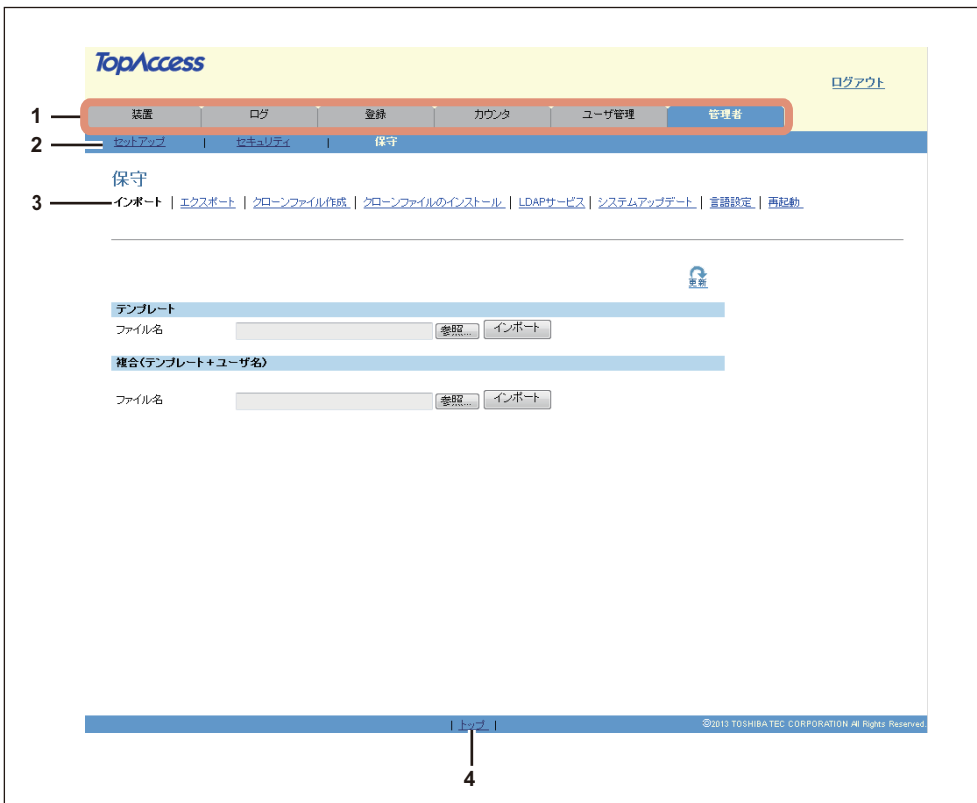 TopAccess
ログアウト
1
装置 ログ 登録 カウンタ ユーザ管理 管理者
2
セットアップ | セキュリティ | 保守
保守
3
インポート | エクスポート | クローンファイル作成 | クローンファイルのインストール | LDAPサービス | システムアップデート | 言語設定 | 再起動
更新
テンプレート
ファイル名 参照... インポート
複合(テンプレート+ユーザ名)
ファイル名 参照... インポート
| トップ | ©2013 TOSHIBA TEC CORPORATION All Rights Reserved.
4